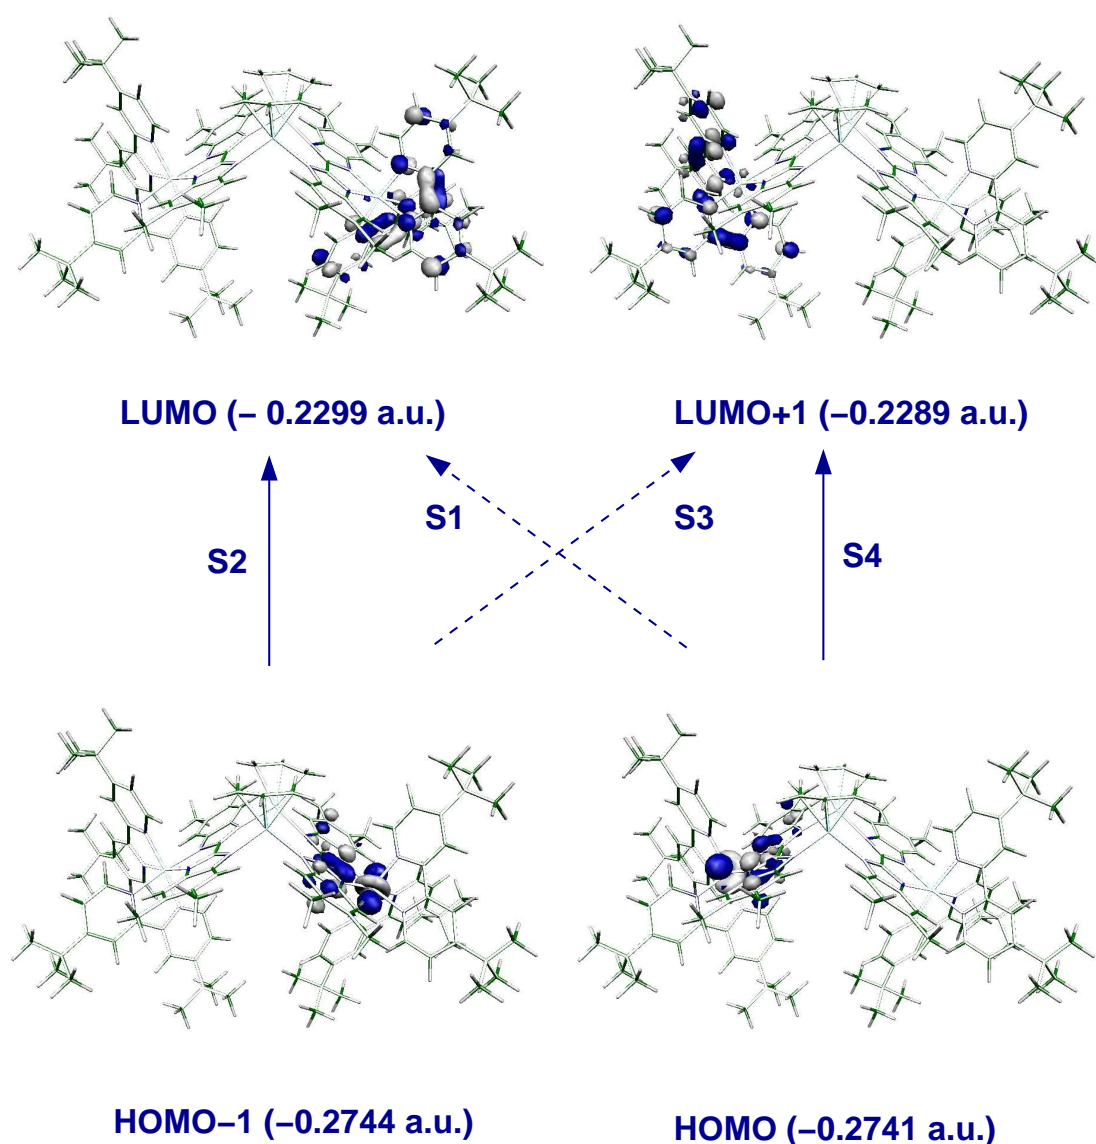 LUMO (– 0.2299 a.u.)
LUMO+1 (–0.2289 a.u.)
S1
S3
S2
S4
HOMO–1 (–0.2744 a.u.)
HOMO (–0.2741 a.u.)